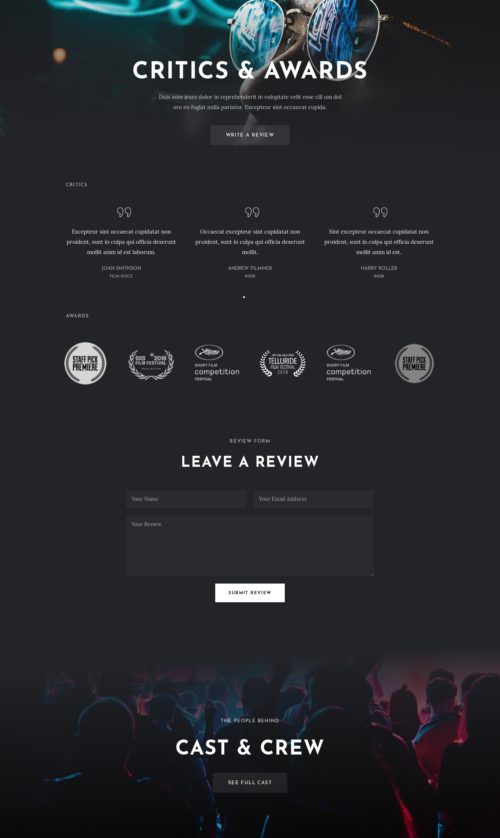 CRITICS & AWARDS
Duis aute irure dolor in reprehenderit in voluptate velit esse cill um dol
ore eu fugiat nulla pariatur. Excepteur sint occaecat cupida.
WRITE A REVIEW
CRITICS
Excepteur sint occaecat cupidatat non
proident, sunt in culpa qui officia deserunt
mollit anim id est laborum.
JOAN SMITHSON
FILM VOICE
Occaecat excepteur sint cupidatat non
proident, sunt in culpa qui officia deserunt
mollit.
ANDREW FILMMER
IMDB
Sint excepteur occaecat cupidatat non
proident, sunt in culpa qui officia deserunt
mollit anim id est.
HARRY ROLLER
IMDB
AWARDS
STAFF PICK
PREMIERE
SXS 2018
FILM FESTIVAL
SHORT FILM
competition
FESTIVAL
TELLURIDE
FILM FESTIVAL
2018
SHORT FILM
competition
FESTIVAL
STAFF PICK
PREMIERE
REVIEW FORM
LEAVE A REVIEW
Your Name
Your Email Address
Your Review
SUBMIT REVIEW
THE PEOPLE BEHIND
CAST & CREW
SEE FULL CAST